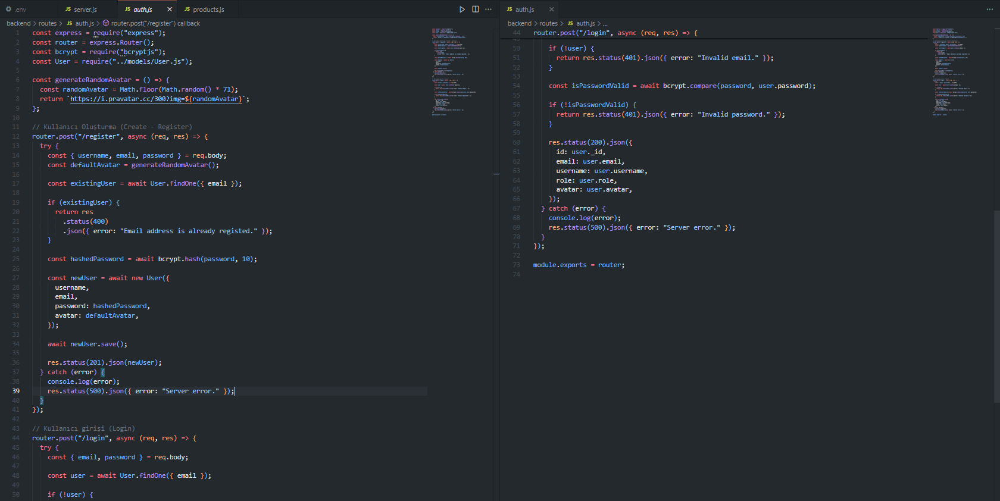 .env
JS server.js
JS auth.js
JS products.js
backend > routes > JS auth.js > router.post("/register") callback
1 const express = require("express");
2 const router = express.Router();
3 const bcrypt = require("bcryptjs");
4 const User = require("../models/User.js");
5
6 const generateRandomAvatar = () => {
7 const randomAvatar = Math.floor(Math.random() * 71);
8 return `https://i.pravatar.cc/300?img=${randomAvatar}`;
9 };
10
11 // Kullanıcı Oluşturma (Create - Register)
12 router.post("/register", async (req, res) => {
13 try {
14 const { username, email, password } = req.body;
15 const defaultAvatar = generateRandomAvatar();
16
17 const existingUser = await User.findOne({ email });
18
19 if (existingUser) {
20 return res
21 .status(400)
22 .json({ error: "Email address is already registed." });
23 }
24
25 const hashedPassword = await bcrypt.hash(password, 10);
26
27 const newUser = await new User({
28 username,
29 email,
30 password: hashedPassword,
31 avatar: defaultAvatar,
32 });
33
34 await newUser.save();
35
36 res.status(201).json(newUser);
37 } catch (error) {
38 console.log(error);
39 res.status(500).json({ error: "Server error." });
40 }
41 });
42
43 // Kullanıcı girişi (Login)
44 router.post("/login", async (req, res) => {
45 try {
46 const { email, password } = req.body;
47
48 const user = await User.findOne({ email });
49
50 if (!user) {
JS auth.js
backend > routes > JS auth.js > ...
44 router.post("/login", async (req, res) => {
49
50 if (!user) {
51 return res.status(401).json({ error: "Invalid email." });
52 }
53
54 const isPasswordValid = await bcrypt.compare(password, user.password);
55
56 if (!isPasswordValid) {
57 return res.status(401).json({ error: "Invalid password." });
58 }
59
60 res.status(200).json({
61 id: user._id,
62 email: user.email,
63 username: user.username,
64 role: user.role,
65 avatar: user.avatar,
66 });
67 } catch (error) {
68 console.log(error);
69 res.status(500).json({ error: "Server error." });
70 }
71 });
72
73 module.exports = router;
74